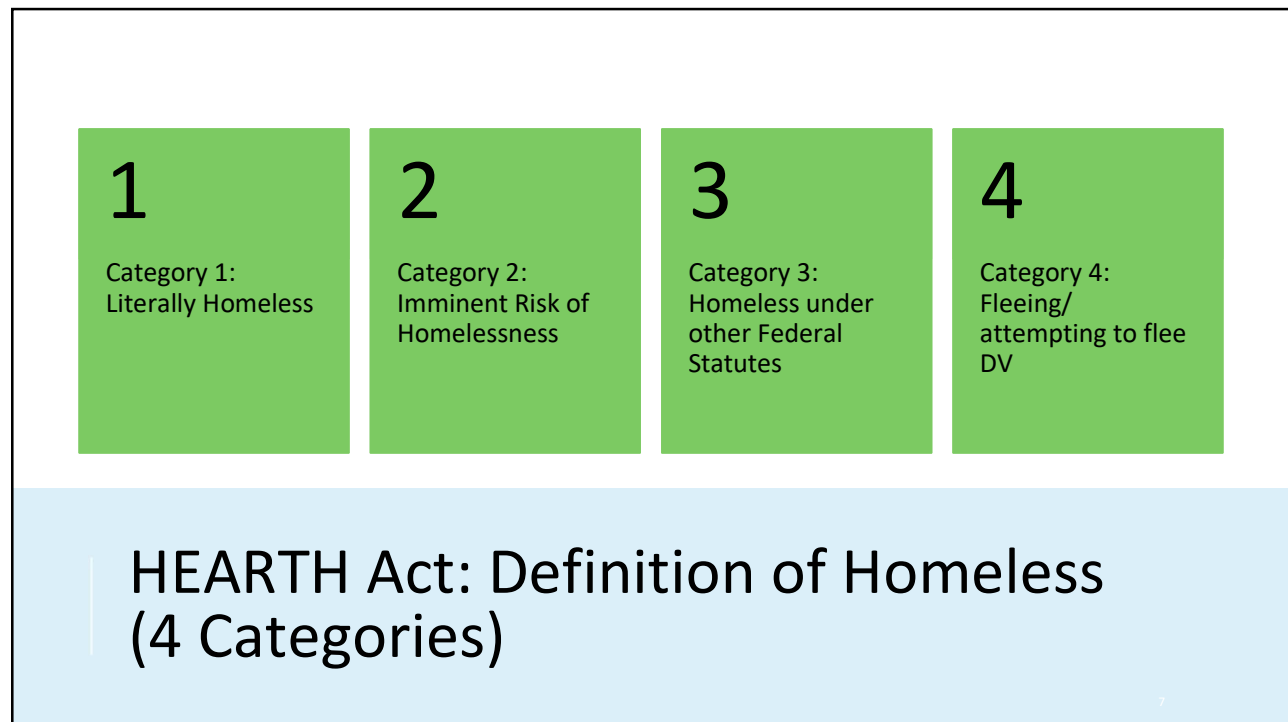 1
Category 1:
Literally Homeless
2
Category 2:
Imminent Risk of
Homelessness
3
Category 3:
Homeless under
other Federal
Statutes
4
Category 4:
Fleeing/
attempting to flee
DV
HEARTH Act: Definition of Homeless
(4 Categories)
7